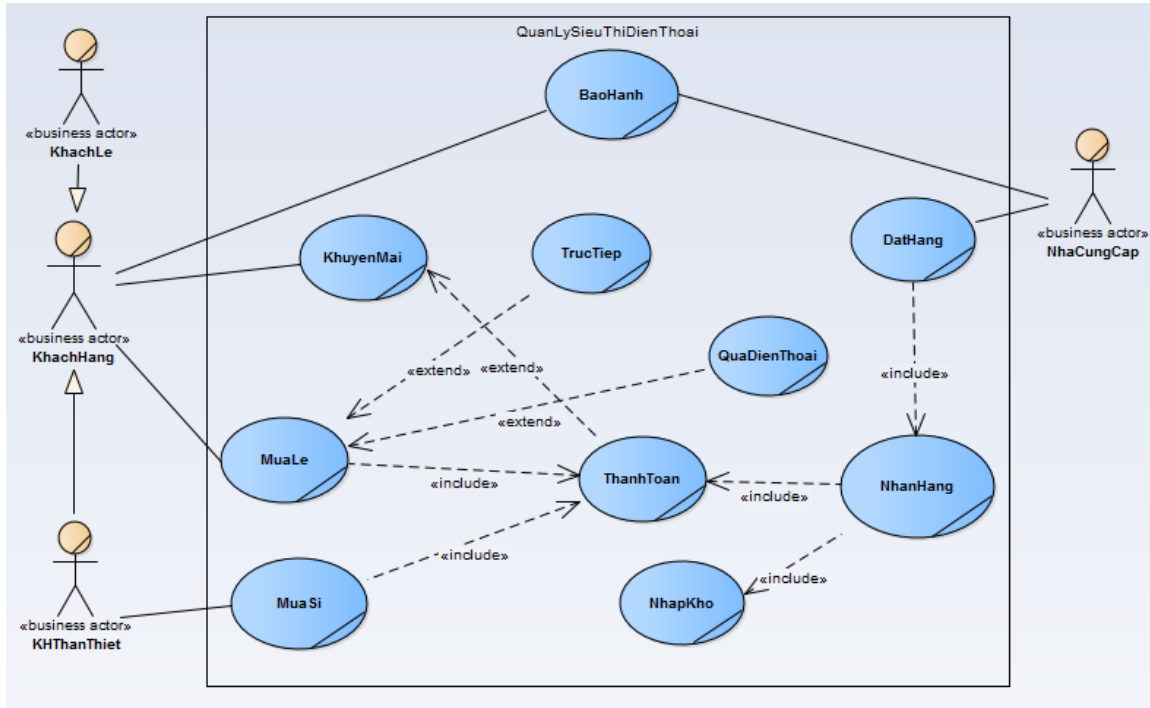 QuanLySieuThiDienThoai
BaoHanh
«business actor»
KhachLe
«business actor»
NhaCungCap
KhuyenMai
TrucTiep
DatHang
«business actor»
KhachHang
QuaDienThoai
«extend»
«extend»
«include»
«extend»
MuaLe
«include»
ThanhToan
«include»
NhanHang
«include»
«include»
MuaSi
NhapKho
«business actor»
KHThanThiet